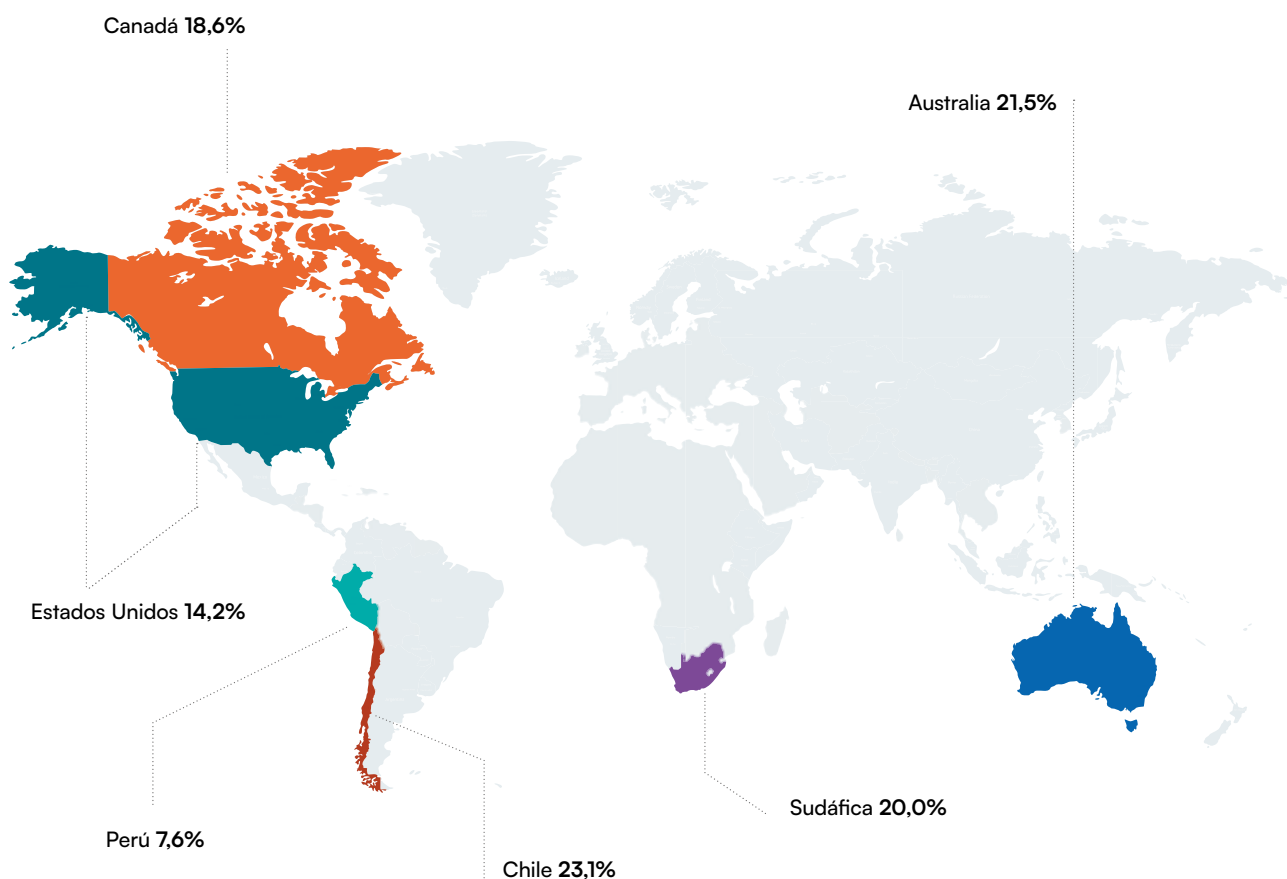 Canadá 18,6%
Australia 21,5%
Estados Unidos 14,2%
Sudáfica 20,0%
Perú 7,6%
Chile 23,1%